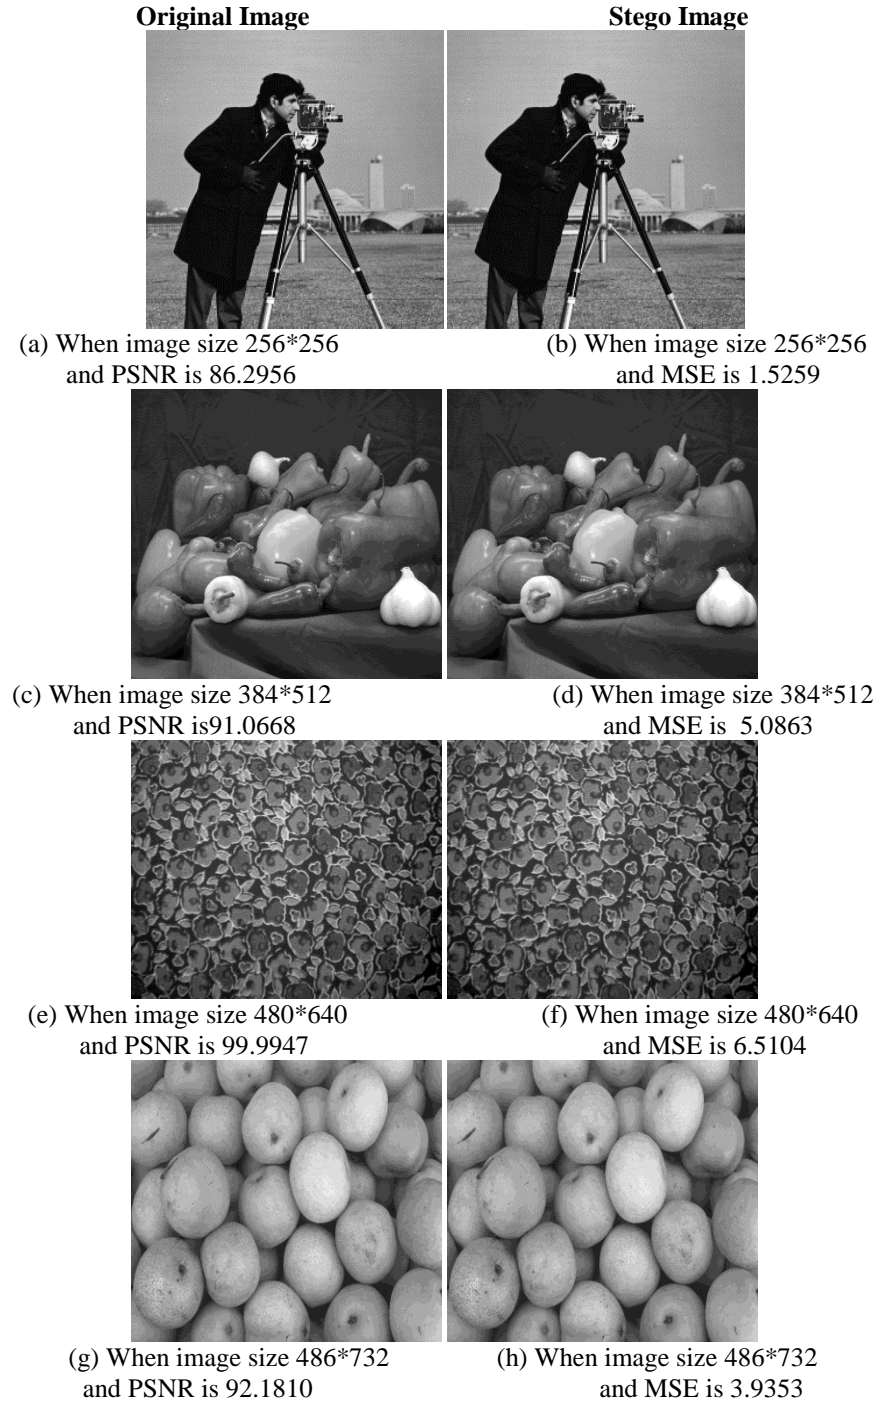 Original Image
Stego Image
(a) When image size 256*256
and PSNR is 86.2956
(b) When image size 256*256
and MSE is 1.5259
(c) When image size 384*512
and PSNR is91.0668
(d) When image size 384*512
and MSE is  5.0863
(e) When image size 480*640
and PSNR is 99.9947
(f) When image size 480*640
and MSE is 6.5104
(g) When image size 486*732
and PSNR is 92.1810
(h) When image size 486*732
and MSE is 3.9353